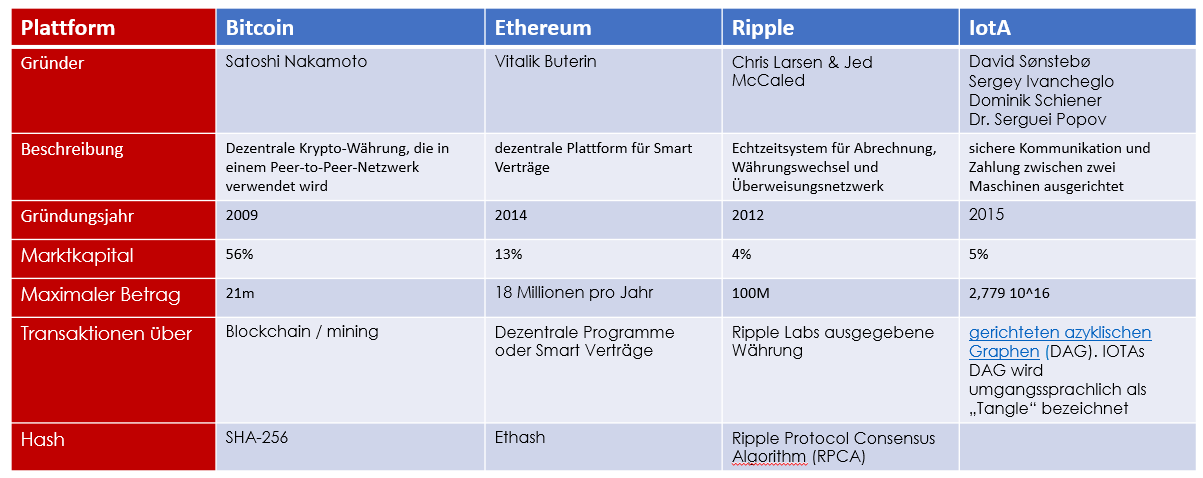 Plattform
Bitcoin
Ethereum
Ripple
IotA
Gründer
Satoshi Nakamoto
Vitalik Buterin
Chris Larsen & Jed
McCaled
David Sønstebø
Sergey Ivancheglo
Dominik Schiener
Dr. Serguei Popov
Beschreibung
Dezentrale Krypto-Währung, die in
einem Peer-to-Peer-Netzwerk
verwendet wird
dezentrale Plattform für Smart
Verträge
Echtzeitsystem für Abrechnung,
Währungswechsel und
Überweisungsnetzwerk
sichere Kommunikation und
Zahlung zwischen zwei
Maschinen ausgerichtet
Gründungsjahr
2009
2014
2012
2015
Marktkapital
56%
13%
4%
5%
Maximaler Betrag
21m
18 Millionen pro Jahr
100M
2,779 10^16
Transaktionen über
Blockchain / mining
Dezentrale Programme
oder Smart Verträge
Ripple Labs ausgegebene
Währung
gerichteten azyklischen
Graphen (DAG). IOTAs
DAG wird
umgangssprachlich als
„Tangle“ bezeichnet
Hash
SHA-256
Ethash
Ripple Protocol Consensus
Algorithm (RPCA)